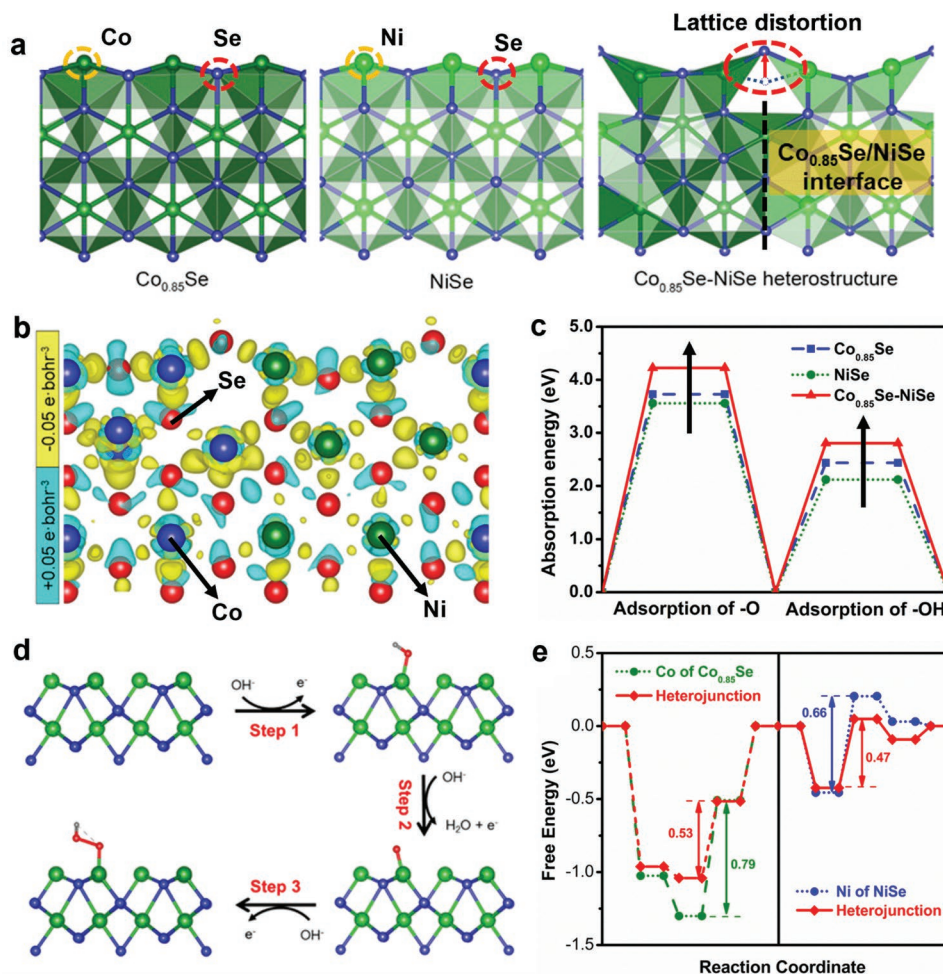 a
Co
Se
Ni
Se
Lattice distortion
Co0.85Se/NiSe
interface
Co0.85Se
NiSe
Co0.85Se-NiSe heterostructure
b
-0.05 e·bohr-3
+0.05 e·bohr-3
Se
Co
Ni
c
Absorption energy (eV)
5.0
4.0
3.0
2.0
1.0
0.0
Co0.85Se
NiSe
Co0.85Se-NiSe
Adsorption of -O
Adsorption of -OH
d
OH-
e-
Step 1
Step 2
OH-
H2O + e-
Step 3
e-
OH-
e
Free Energy (eV)
0.5
0.0
-0.5
-1.0
-1.5
Co of Co0.85Se
Heterojunction
0.53
0.79
0.66
0.47
Ni of NiSe
Heterojunction
Reaction Coordinate